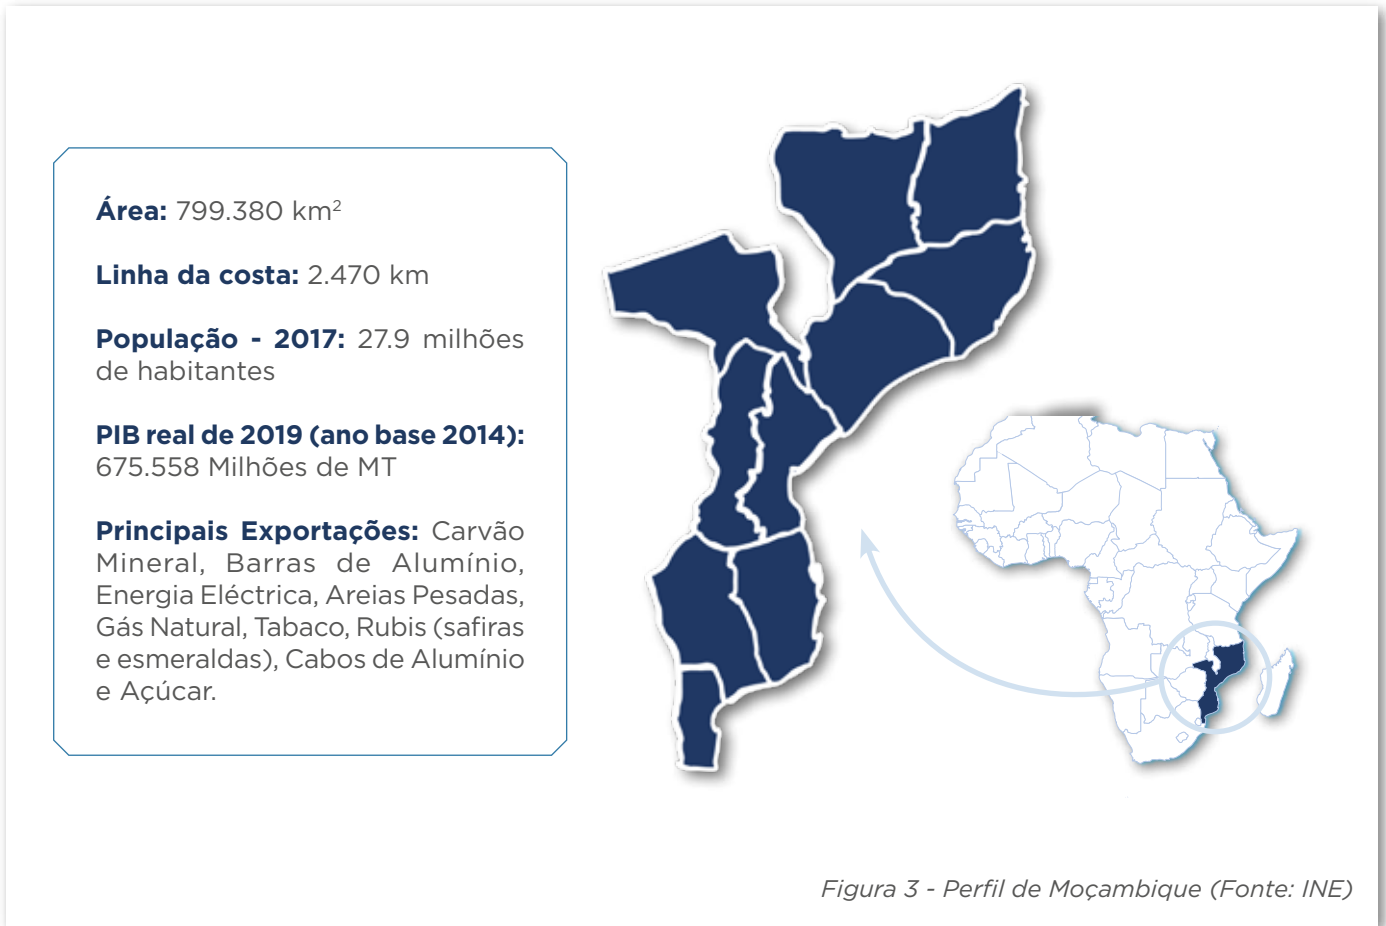 Área: 799.380 km²
Linha da costa: 2.470 km
População - 2017: 27.9 milhões
de habitantes
PIB real de 2019 (ano base 2014):
675.558 Milhões de MT
Principais Exportações: Carvão
Mineral, Barras de Alumínio,
Energia Eléctrica, Areias Pesadas,
Gás Natural, Tabaco, Rubis (safiras
e esmeraldas), Cabos de Alumínio
e Açúcar.
Figura 3 - Perfil de Moçambique (Fonte: INE)